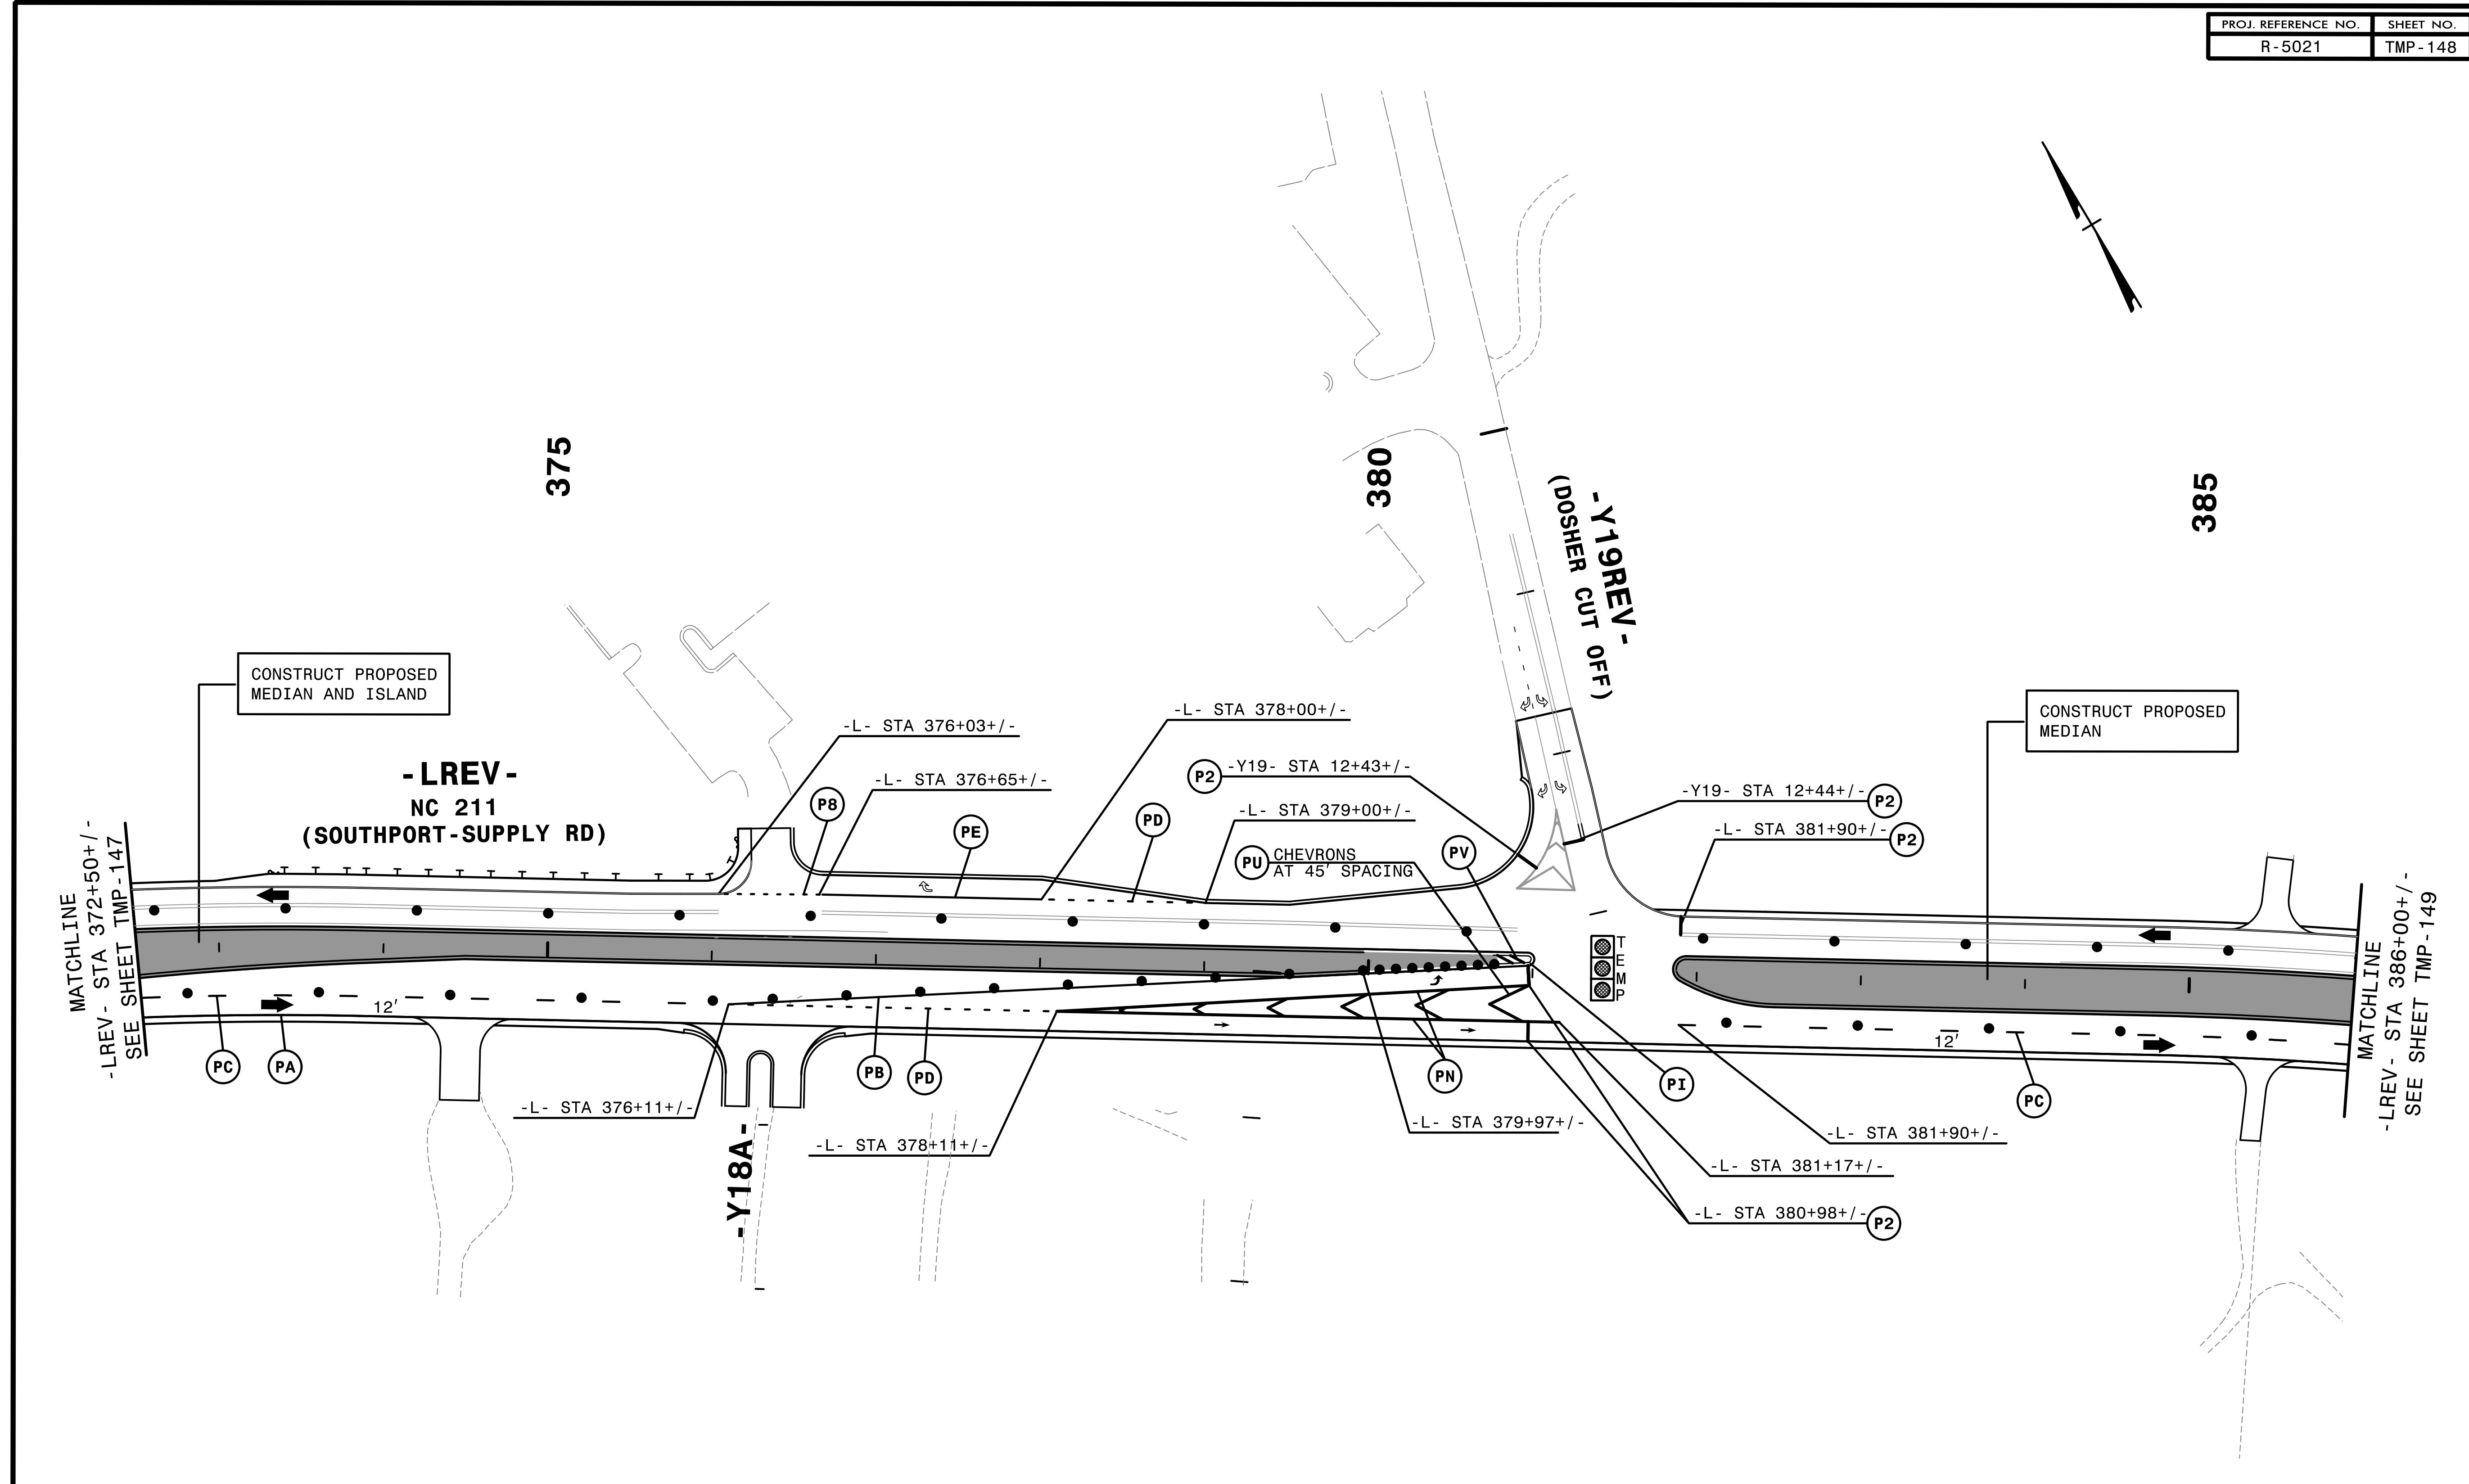 PROJ. REFERENCE NO. SHEET NO.
R-5021 TMP-148
375
380
385
-Y19REV-
(DOSHER CUT OFF)
CONSTRUCT PROPOSED
MEDIAN AND ISLAND
CONSTRUCT PROPOSED
MEDIAN
-L- STA 376+03+/-
-L- STA 378+00+/-
-LREV-
NC 211
(SOUTHPORT-SUPPLY RD)
-L- STA 376+65+/-
P8
PE
PD
P2 -Y19- STA 12+43+/-
-L- STA 379+00+/-
PU CHEVRONS
AT 45' SPACING
PV
-Y19- STA 12+44+/- P2
-L- STA 381+90+/- P2
MATCHLINE
-LREV- STA 372+50+/-
SEE SHEET TMP-147
TEMP
12'
12'
MATCHLINE
-LREV- STA 386+00+/-
SEE SHEET TMP-149
PC
PA
PB
PD
PN
PI
PC
-L- STA 376+11+/-
-L- STA 378+11+/-
-Y18A-
-L- STA 379+97+/-
-L- STA 381+90+/-
-L- STA 381+17+/-
-L- STA 380+98+/- P2